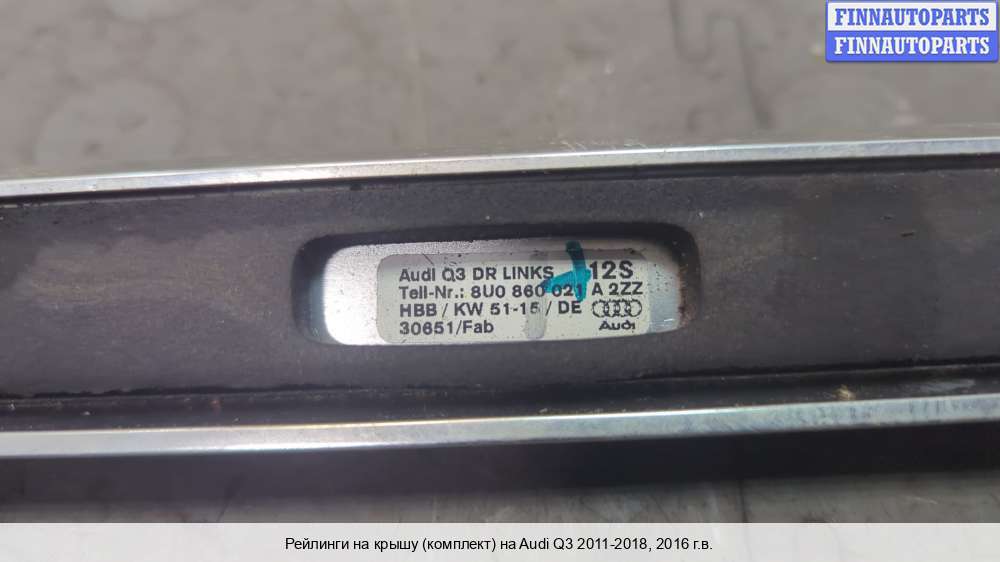 FINNAUTOPARTS
FINNAUTOPARTS
Audi Q3 DR LINKS 12S
Teil-Nr.: 8U0 860 021 A 2ZZ
HBB / KW 51-15 / DE
30651/Fab Audi
Рейлинги на крышу (комплект) на Audi Q3 2011-2018, 2016 г.в.